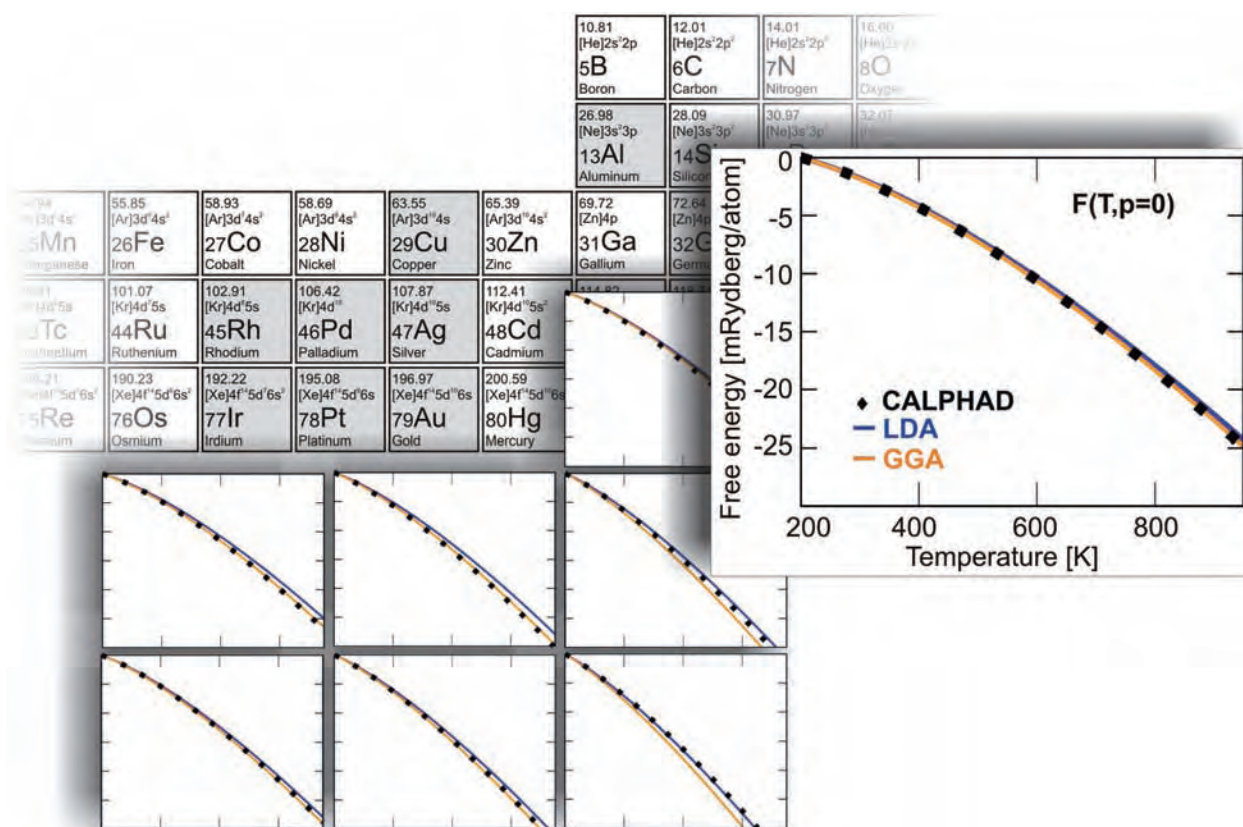 10.81
[He]2s²2p
5B
Boron
12.01
[He]2s²2p²
6C
Carbon
14.01
[He]2s²2p³
7N
Nitrogen
16.00
8O
Oxygen
26.98
[Ne]3s²3p
13Al
Aluminum
28.09
[Ne]3s²3p²
14Si
30.97
32.07
55.85
[Ar]3d⁶4s²
26Fe
Iron
58.93
[Ar]3d⁷4s²
27Co
Cobalt
58.69
[Ar]3d⁸4s²
28Ni
Nickel
63.55
[Ar]3d¹⁰4s
29Cu
Copper
65.39
[Ar]3d¹⁰4s²
30Zn
Zinc
69.72
[Zn]4p
31Ga
Gallium
72.64
101.07
[Kr]4d⁷5s
44Ru
Ruthenium
102.91
[Kr]4d⁸5s
45Rh
Rhodium
106.42
[Kr]4d¹⁰
46Pd
Palladium
107.87
[Kr]4d¹⁰5s
47Ag
Silver
112.41
[Kr]4d¹⁰5s²
48Cd
Cadmium
190.23
[Xe]4f¹⁴5d⁶6s²
76Os
Osmium
192.22
[Xe]4f¹⁴5d⁷6s²
77Ir
Iridium
195.08
[Xe]4f¹⁴5d⁹6s
78Pt
Platinum
196.97
[Xe]4f¹⁴5d¹⁰6s
79Au
Gold
200.59
80Hg
Mercury
F(T,p=0)
Free energy [mRydberg/atom]
0
-5
-10
-15
-20
-25
CALPHAD
LDA
GGA
200
400
600
800
Temperature [K]